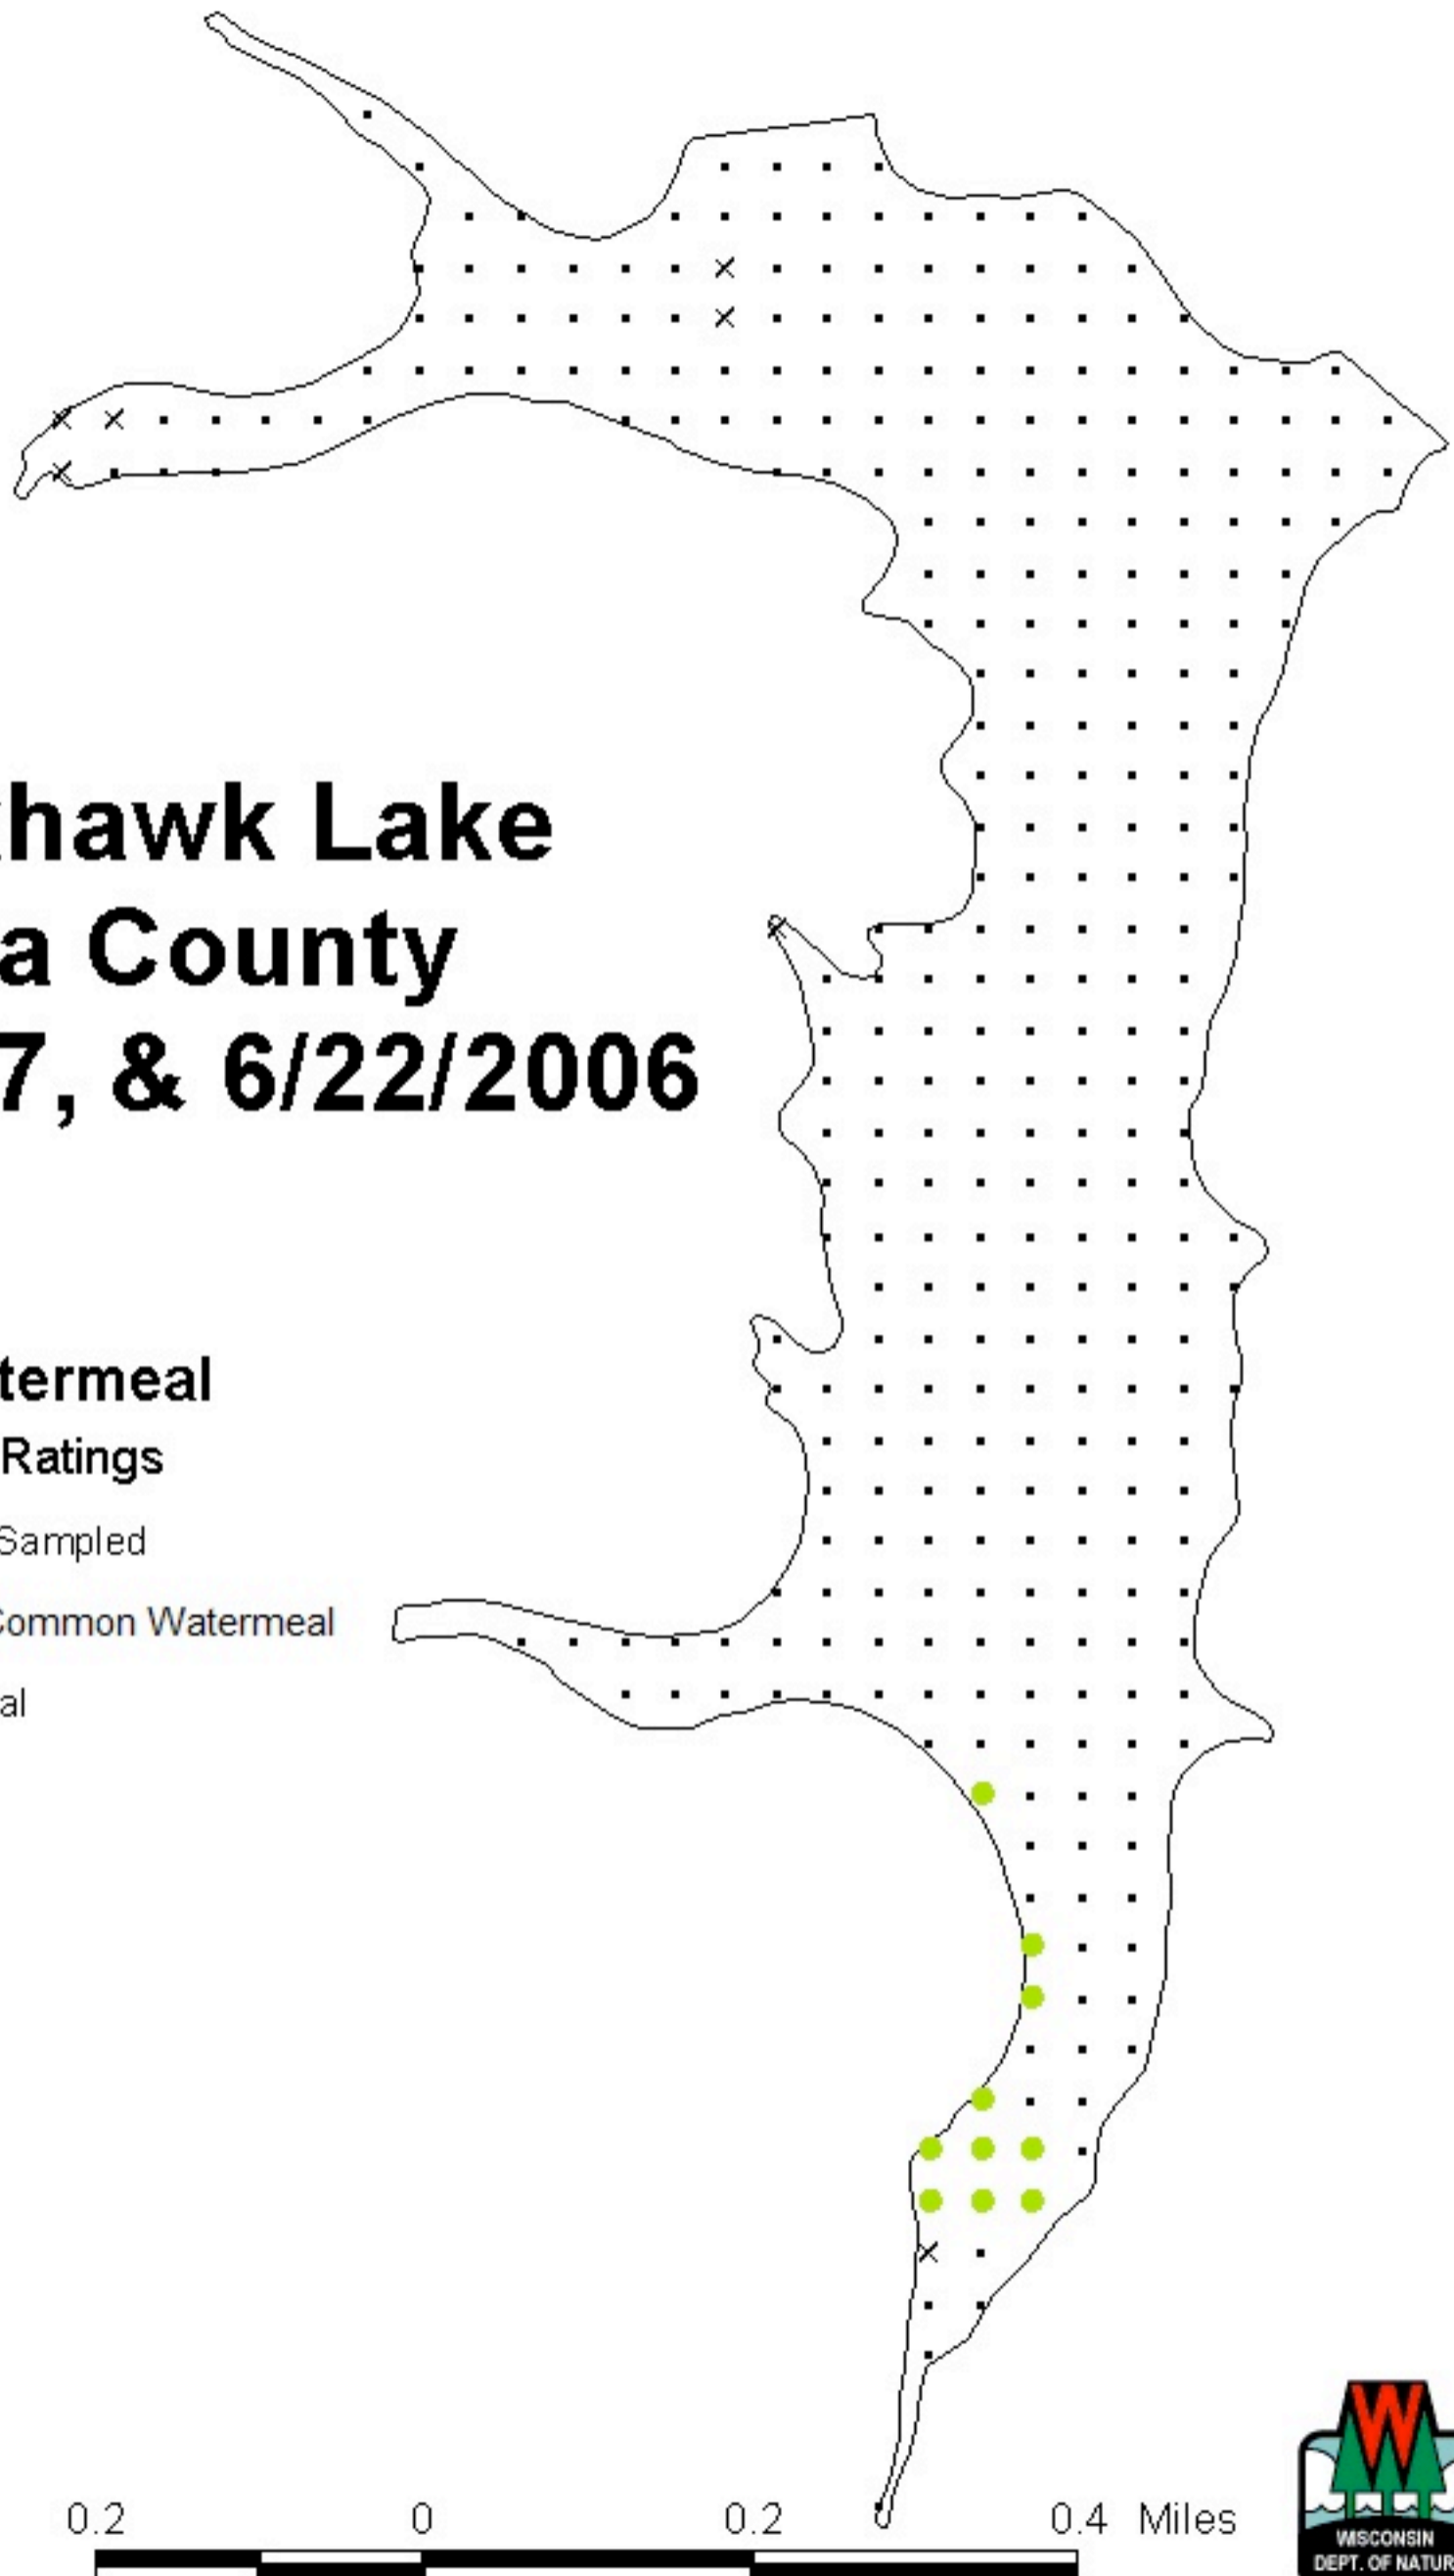 hawk Lake
a County
7, & 6/22/2006
termeal
Ratings
Sampled
Common Watermeal
al
0.2 0 0.2 0.4 Miles
W
WISCONSIN
DEPT. OF NATUR